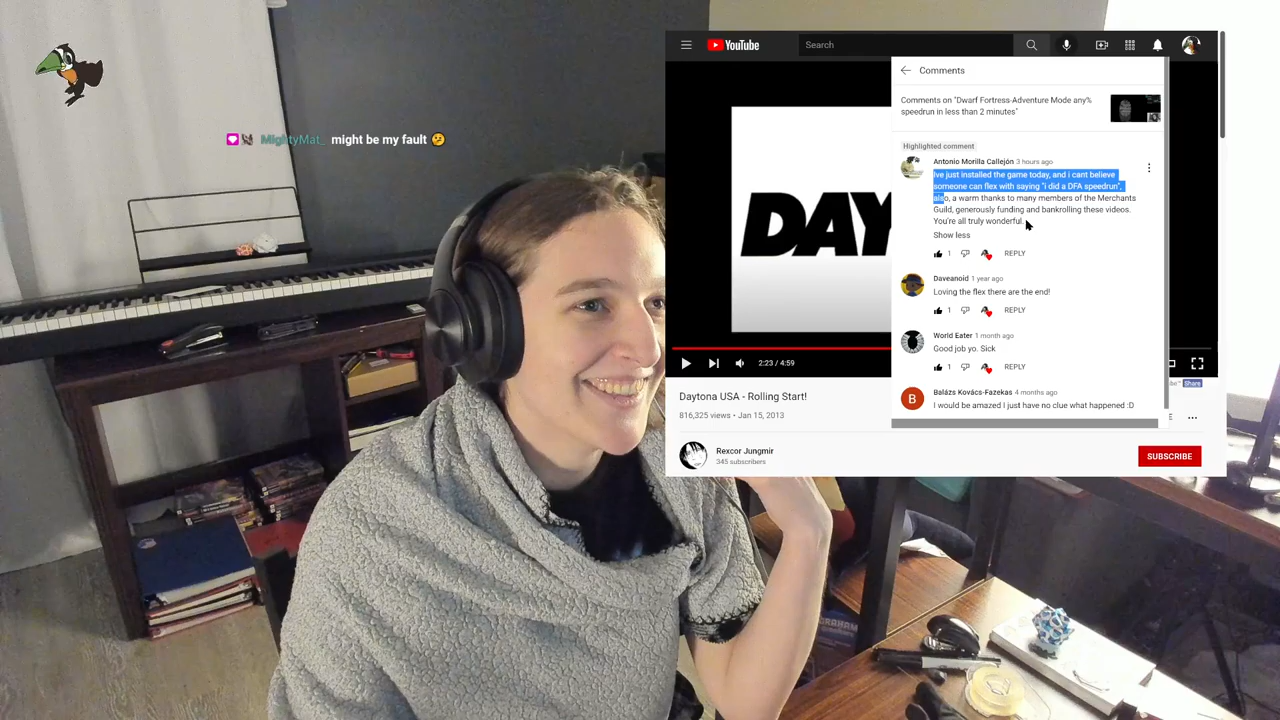 YouTube
Search
Comments
Comments on "Dwarf Fortress-Adventure Mode any%
speedrun in less than 2 minutes"
Highlighted comment
Antonio Morilla Callejón 3 hours ago
Ive just installed the game today, and i cant believe
someone can flex with saying "i did a DFA speedrun",
also, a warm thanks to many members of the Merchants
Guild, generously funding and bankrolling these videos.
You're all truly wonderful.
Show less
1 REPLY
Daveanoid 1 year ago
Loving the flex there are the end!
1 REPLY
World Eater 1 month ago
Good job yo. Sick
1 REPLY
B
Balázs Kovács-Fazekas 4 months ago
I would be amazed I just have no clue what happened :D
MightyMat_ might be my fault
DAY
2:23 / 4:59
Share
Daytona USA - Rolling Start!
816,325 views • Jan 15, 2013
Rexcor Jungmir
345 subscribers
SUBSCRIBE